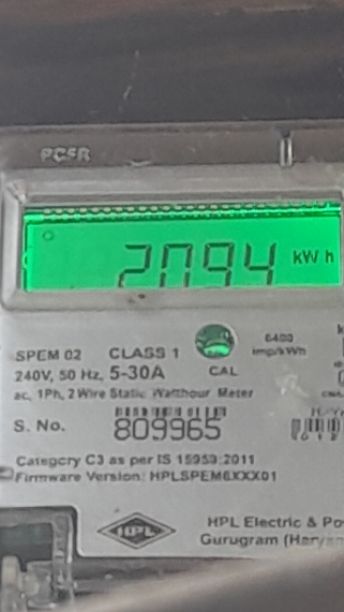 2094 kWh
6400
SPEM 02 CLASS 1 imp/kWh
240V, 50 Hz, 5-30A CAL
ac, 1Ph, 2 Wire Static Watthour Meter
S. No. 809965
Category C3 as per IS 15959:2011
Firmware Version: HPLSPEM6XXX01
HPL HPL Electric & Po
Gurugram (Haryan